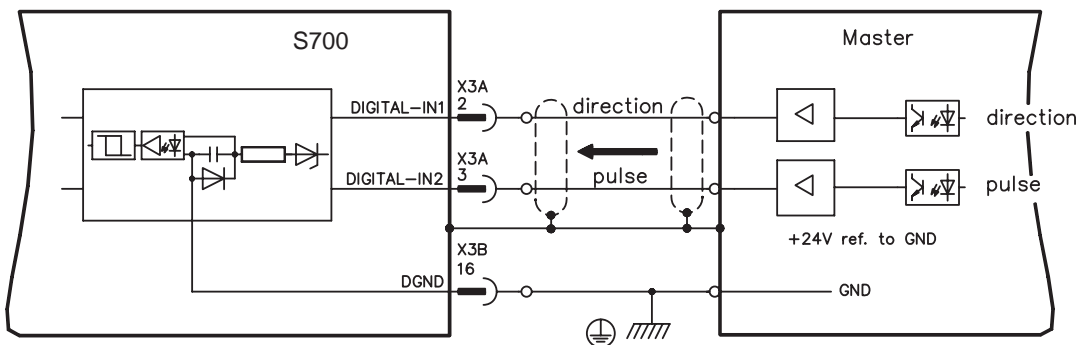 S700
Master
X3A
2
DIGITAL-IN1
direction
direction
X3A
3
DIGITAL-IN2
pulse
pulse
+24V ref. to GND
X3B
16
DGND
GND